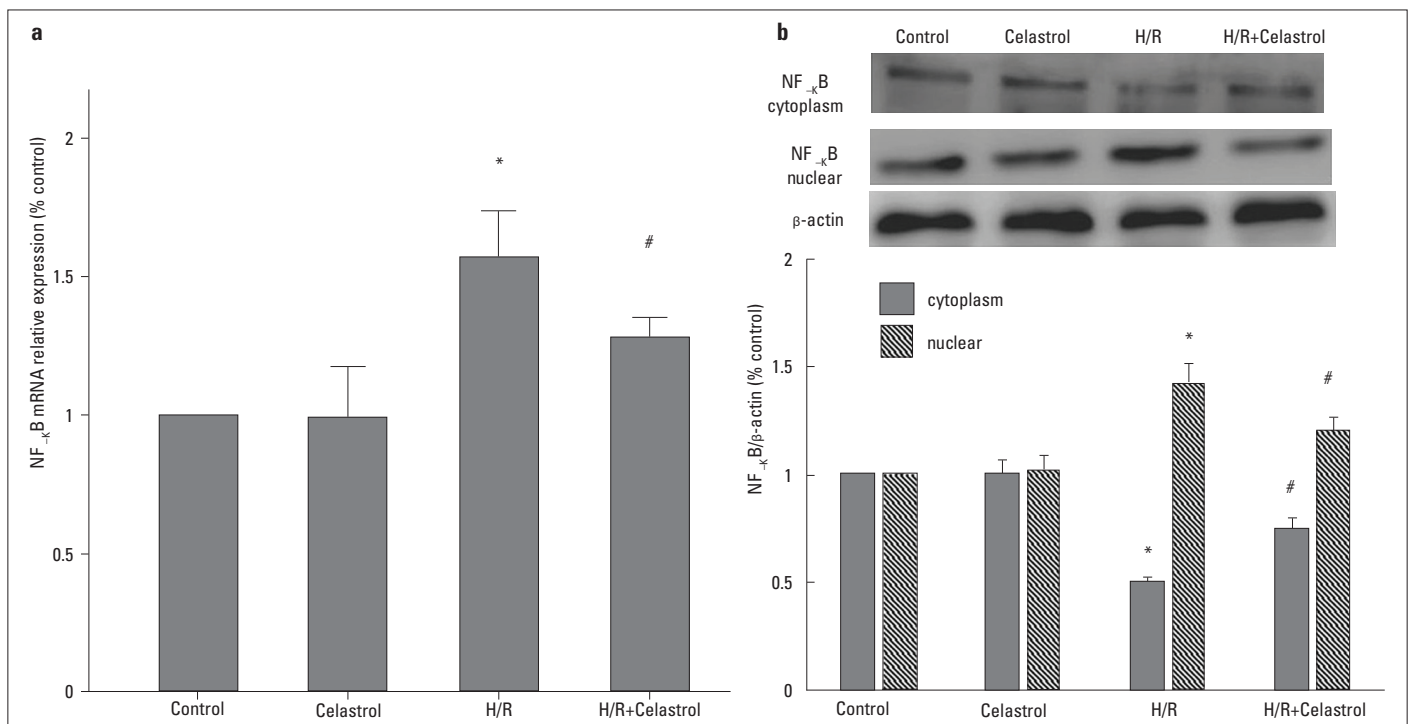 a
NF-κB mRNA relative expression (% control)
2
1.5
1
0.5
0
*
#
Control Celastrol H/R H/R+Celastrol
b
Control Celastrol H/R H/R+Celastrol
NF-κB
cytoplasm
NF-κB
nuclear
β-actin
NF-κB/β-actin (% control)
2
1.5
1
0.5
0
cytoplasm
nuclear
*
#
#
*
Control Celastrol H/R H/R+Celastrol